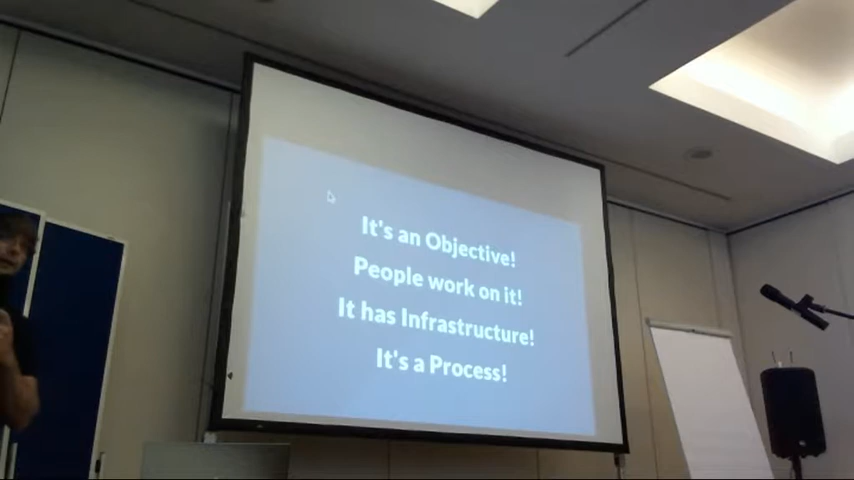 It's an Objective!
People work on it!
It has Infrastructure!
It's a Process!